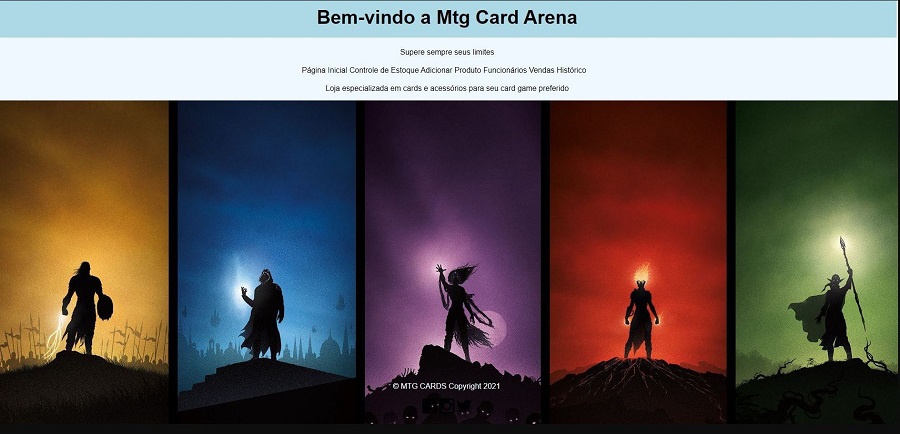 Bem-vindo a Mtg Card Arena
Supere sempre seus limites
Página Inicial Controle de Estoque Adicionar Produto Funcionários Vendas Histórico
Loja especializada em cards e acessórios para seu card game preferido
© MTG CARDS Copyright 2021